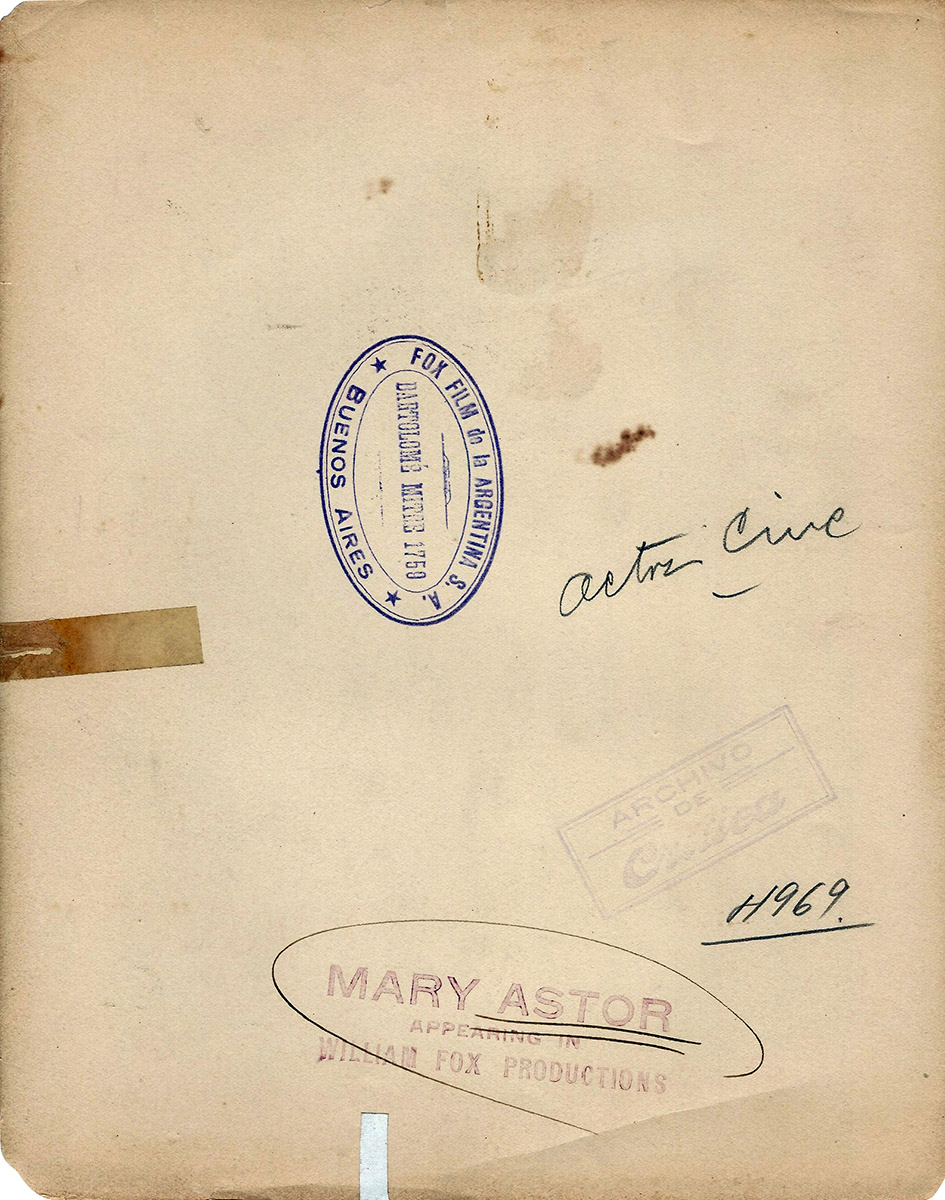 FOX FILM de la ARGENTINA S. A.
BARTOLOMÉ MITRE 1758
BUENOS AIRES
actriz Cine
ARCHIVO
DE
Crítica
H969.
MARY ASTOR
APPEARING IN
WILLIAM FOX PRODUCTIONS